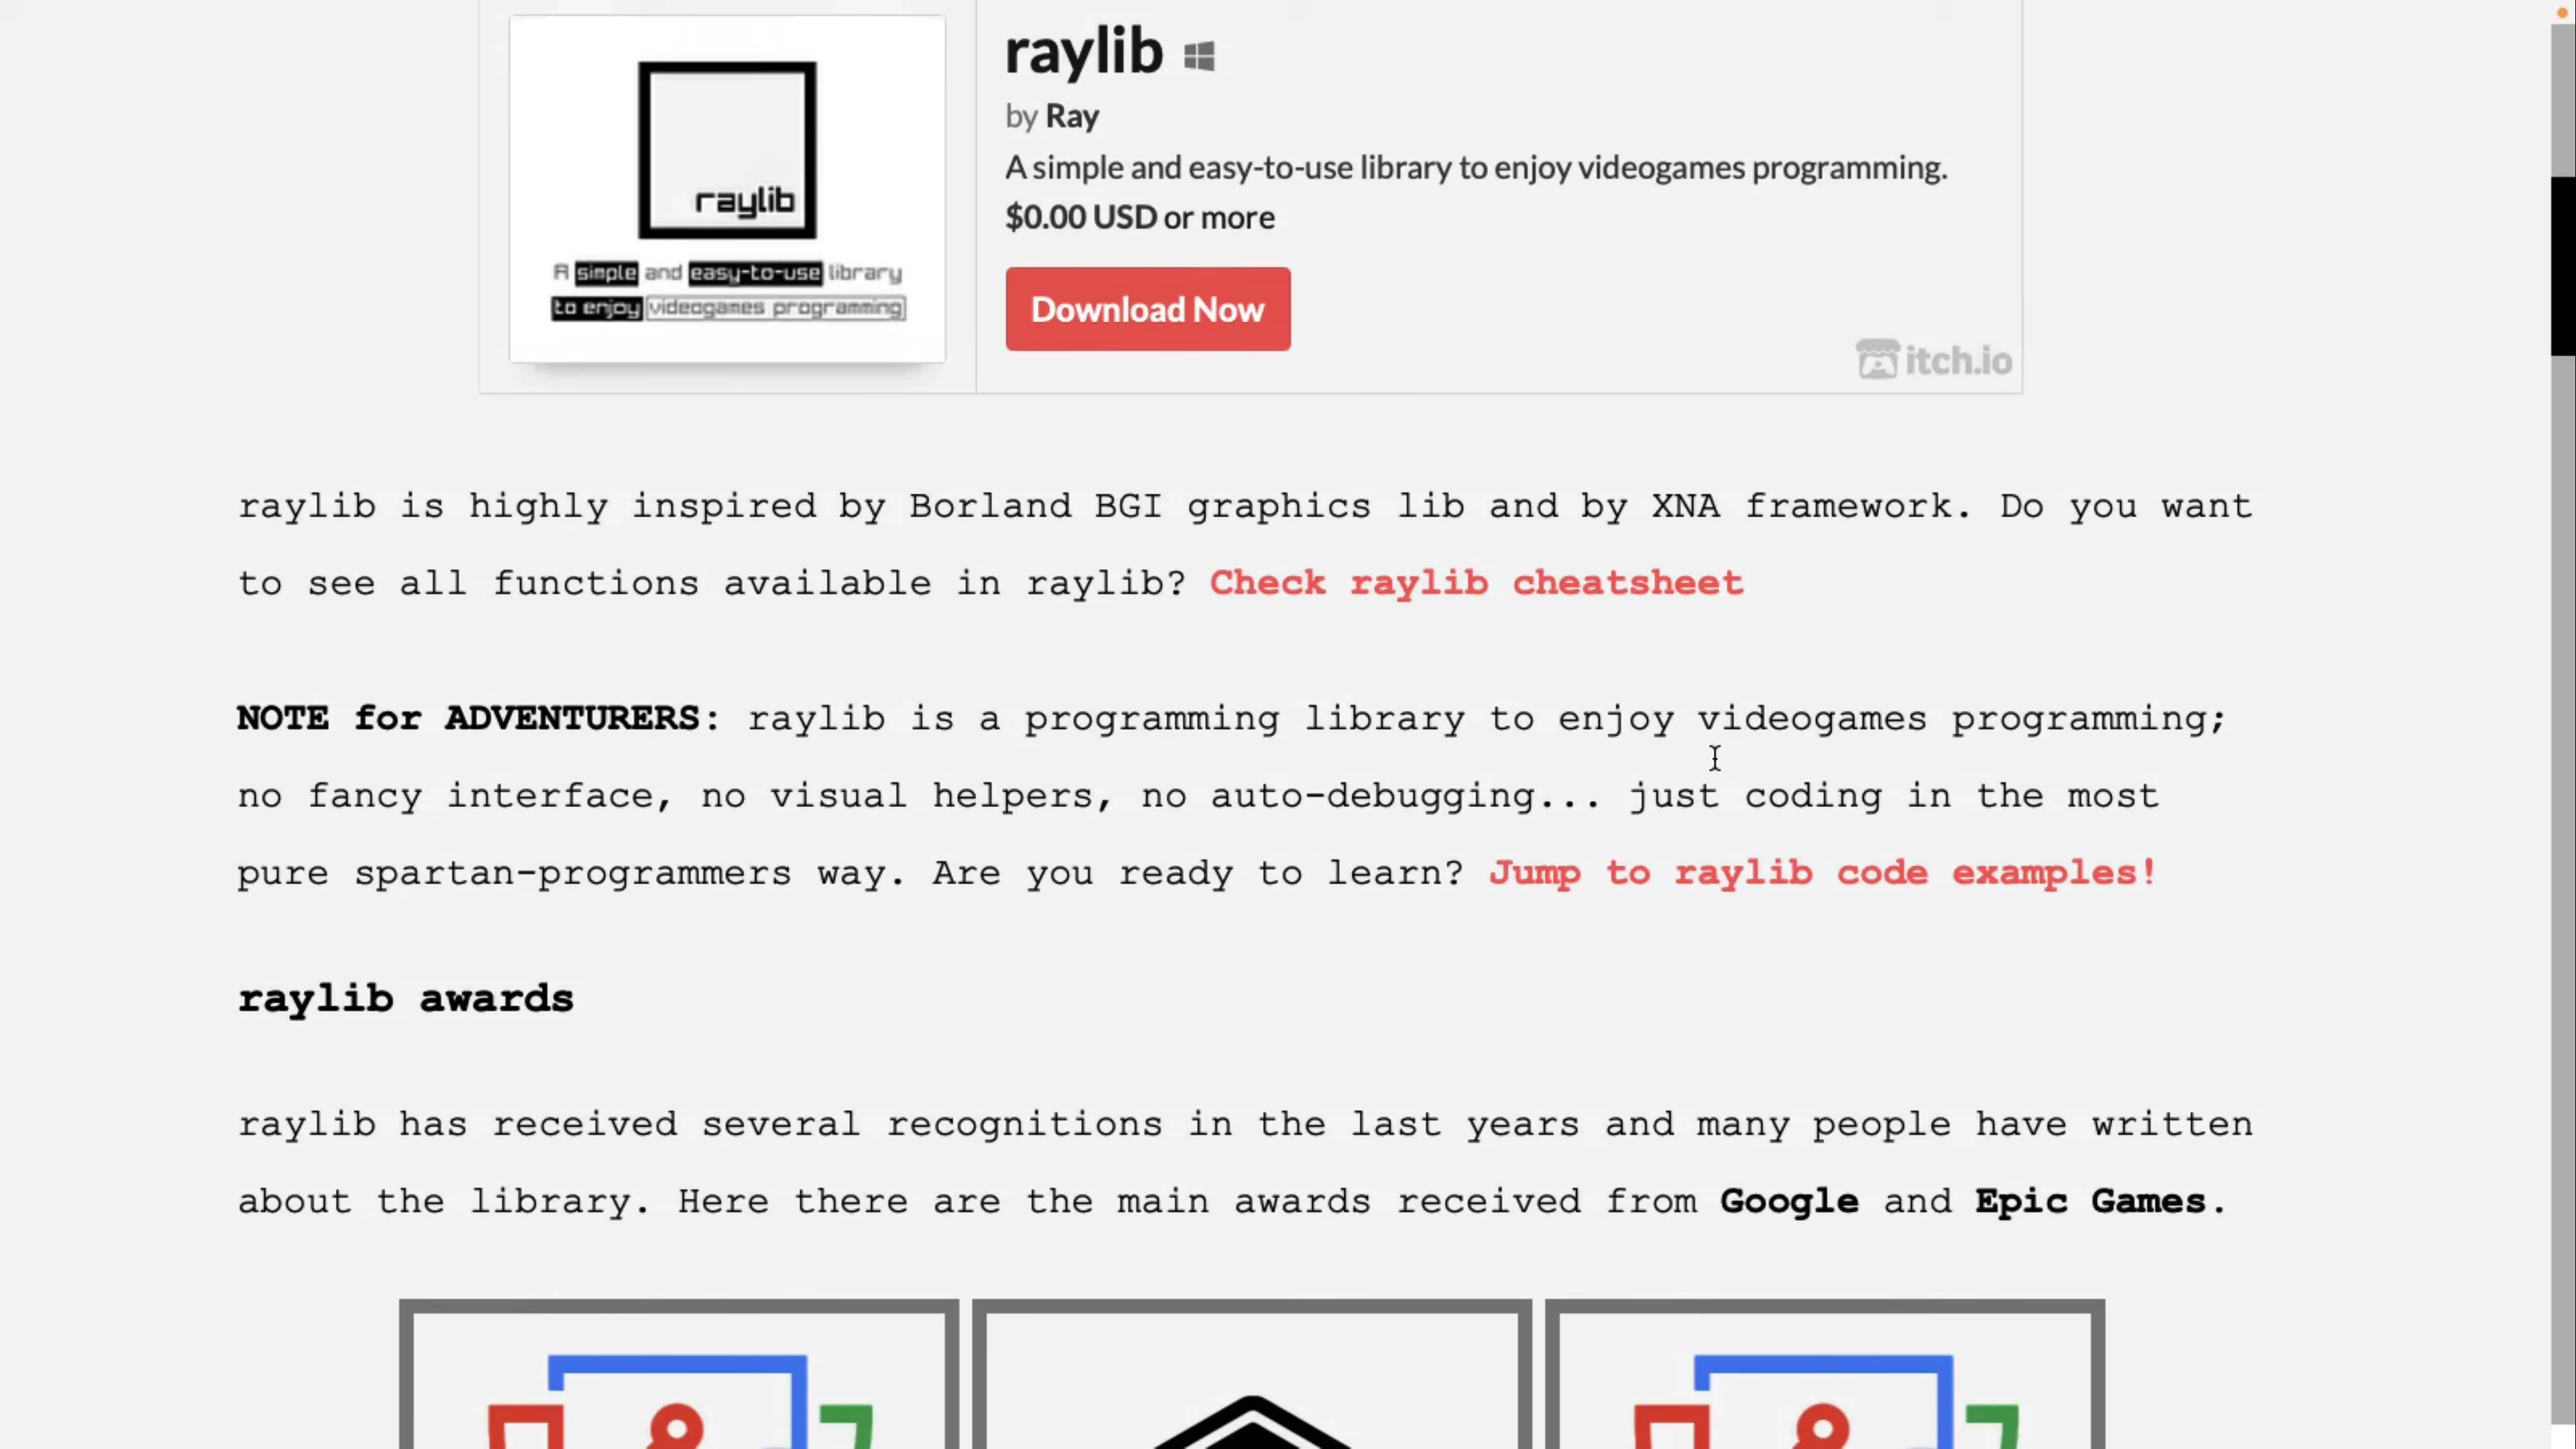 raylib
A simple and easy-to-use library
to enjoy videogames programming
raylib
by Ray
A simple and easy-to-use library to enjoy videogames programming.
$0.00 USD or more
Download Now
itch.io
raylib is highly inspired by Borland BGI graphics lib and by XNA framework. Do you want
to see all functions available in raylib? Check raylib cheatsheet
NOTE for ADVENTURERS: raylib is a programming library to enjoy videogames programming;
no fancy interface, no visual helpers, no auto-debugging... just coding in the most
pure spartan-programmers way. Are you ready to learn? Jump to raylib code examples!
raylib awards
raylib has received several recognitions in the last years and many people have written
about the library. Here there are the main awards received from Google and Epic Games.